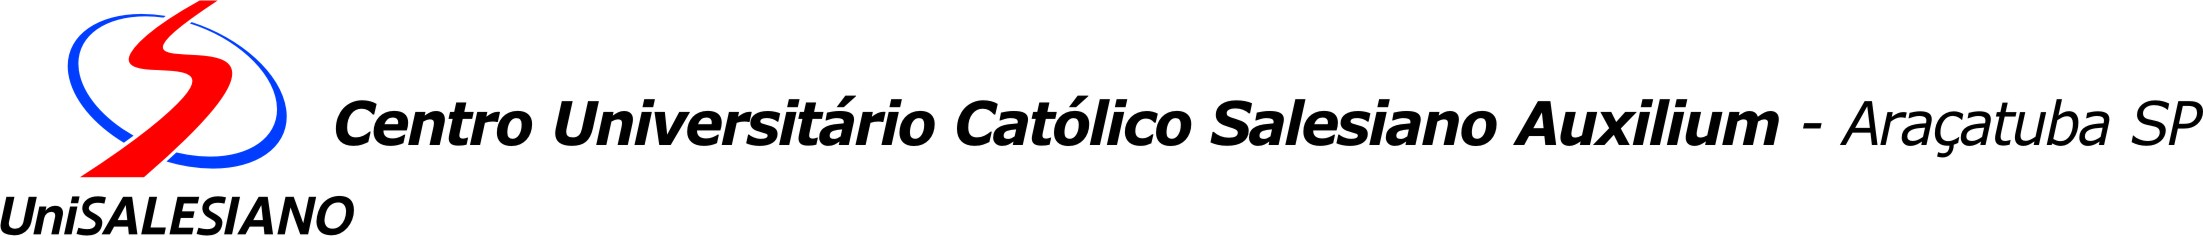 Centro Universitário Católico Salesiano Auxilium - Araçatuba SP
UniSALESIANO